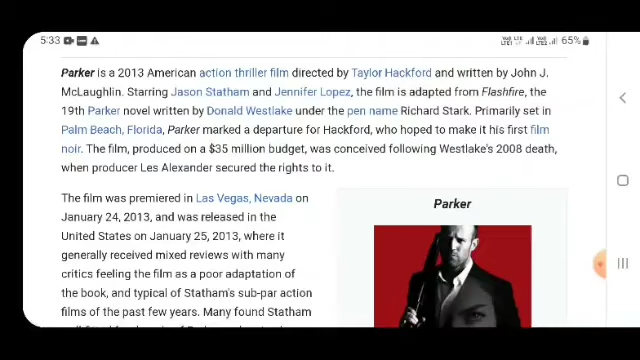 5:33
65%
Parker is a 2013 American action thriller film directed by Taylor Hackford and written by John J.
McLaughlin. Starring Jason Statham and Jennifer Lopez, the film is adapted from Flashfire, the
19th Parker novel written by Donald Westlake under the pen name Richard Stark. Primarily set in
Palm Beach, Florida, Parker marked a departure for Hackford, who hoped to make it his first film
noir. The film, produced on a $35 million budget, was conceived following Westlake's 2008 death,
when producer Les Alexander secured the rights to it.
The film was premiered in Las Vegas, Nevada on
January 24, 2013, and was released in the
United States on January 25, 2013, where it
generally received mixed reviews with many
critics feeling the film as a poor adaptation of
the book, and typical of Statham's sub-par action
films of the past few years. Many found Statham
Parker